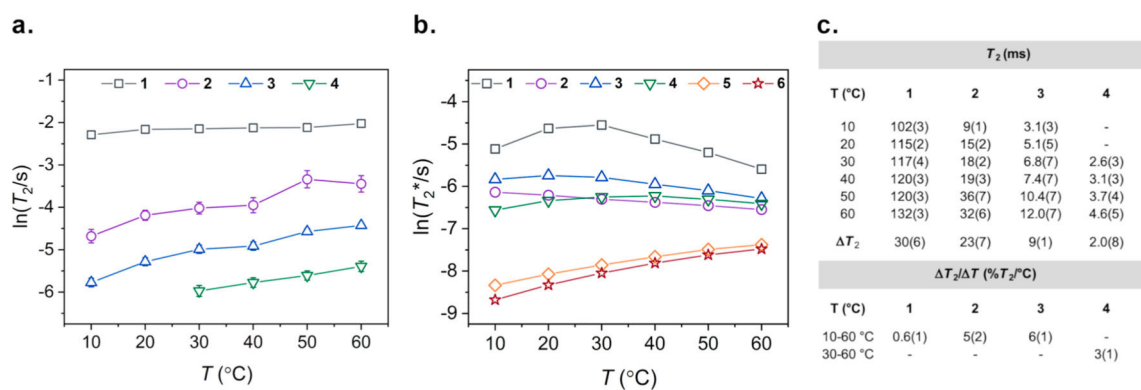 a.
ln(T₂/s)
-1
-2
-3
-4
-5
-6
1 2 3 4
10 20 30 40 50 60
T (°C)
b.
ln(T₂*/s)
-4
-5
-6
-7
-8
-9
1 2 3 4 5 6
10 20 30 40 50 60
T (°C)
c.
T₂ (ms)
T (°C) 1 2 3 4
10 102(3) 9(1) 3.1(3) -
20 115(2) 15(2) 5.1(5) -
30 117(4) 18(2) 6.8(7) 2.6(3)
40 120(3) 19(3) 7.4(7) 3.1(3)
50 120(3) 36(7) 10.4(7) 3.7(4)
60 132(3) 32(6) 12.0(7) 4.6(5)
ΔT₂ 30(6) 23(7) 9(1) 2.0(8)
ΔT₂/ΔT (%T₂/°C)
T (°C) 1 2 3 4
10-60 °C 0.6(1) 5(2) 6(1) -
30-60 °C - - - 3(1)